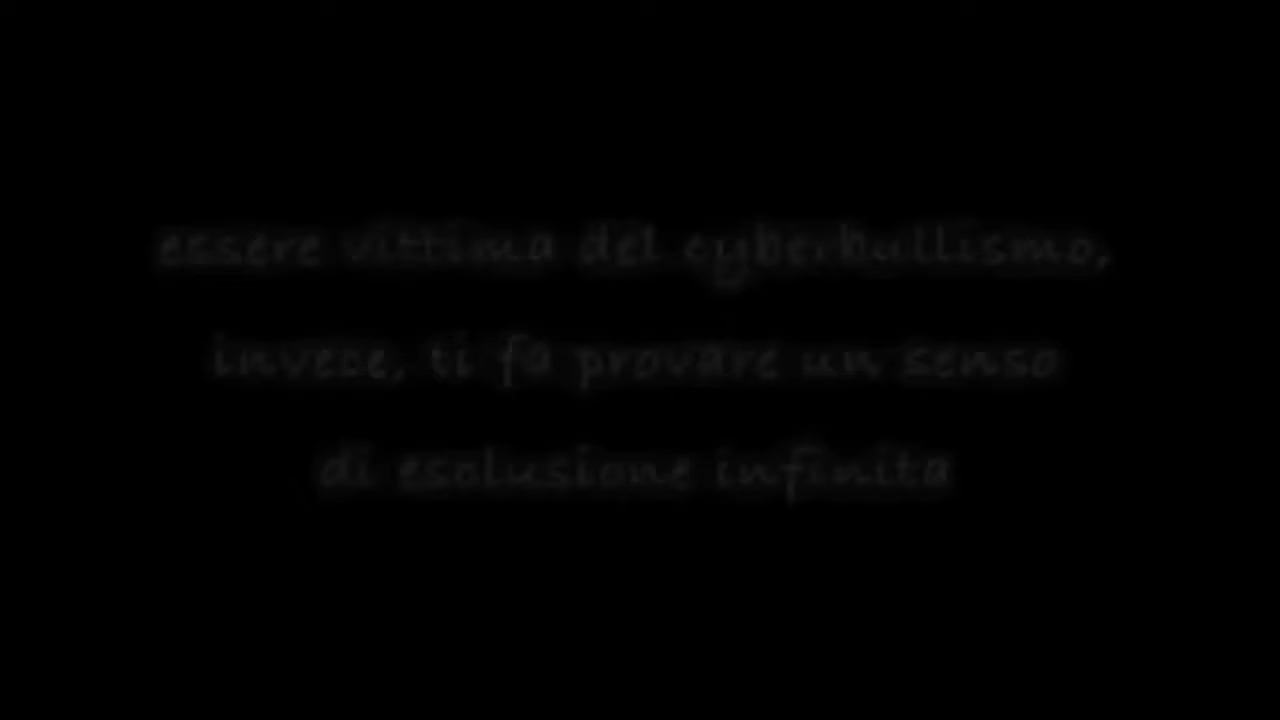 essere vittima del cyberbullismo,
invece, ti fa provare un senso
di esclusione infinita